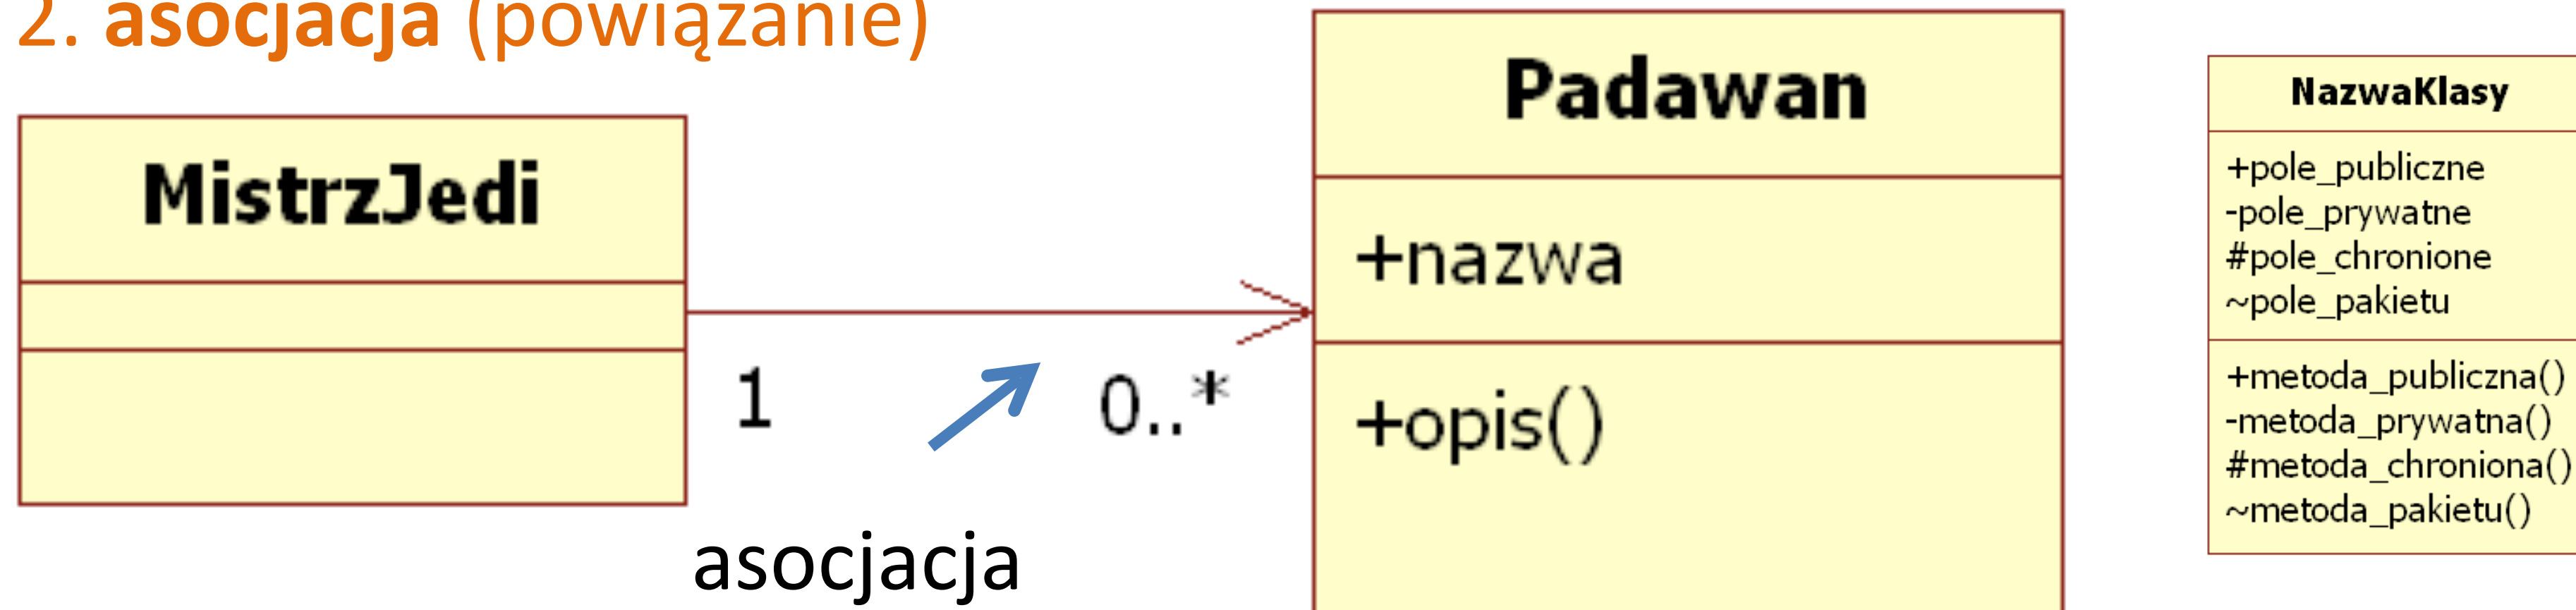 2. asocjacja (powiązanie)
MistrzJedi
1
0..*
asocjacja
Padawan
+nazwa
+opis()
NazwaKlasy
+pole_publiczne
-pole_prywatne
#pole_chronione
~pole_pakietu
+metoda_publiczna()
-metoda_prywatna()
#metoda_chroniona()
~metoda_pakietu()